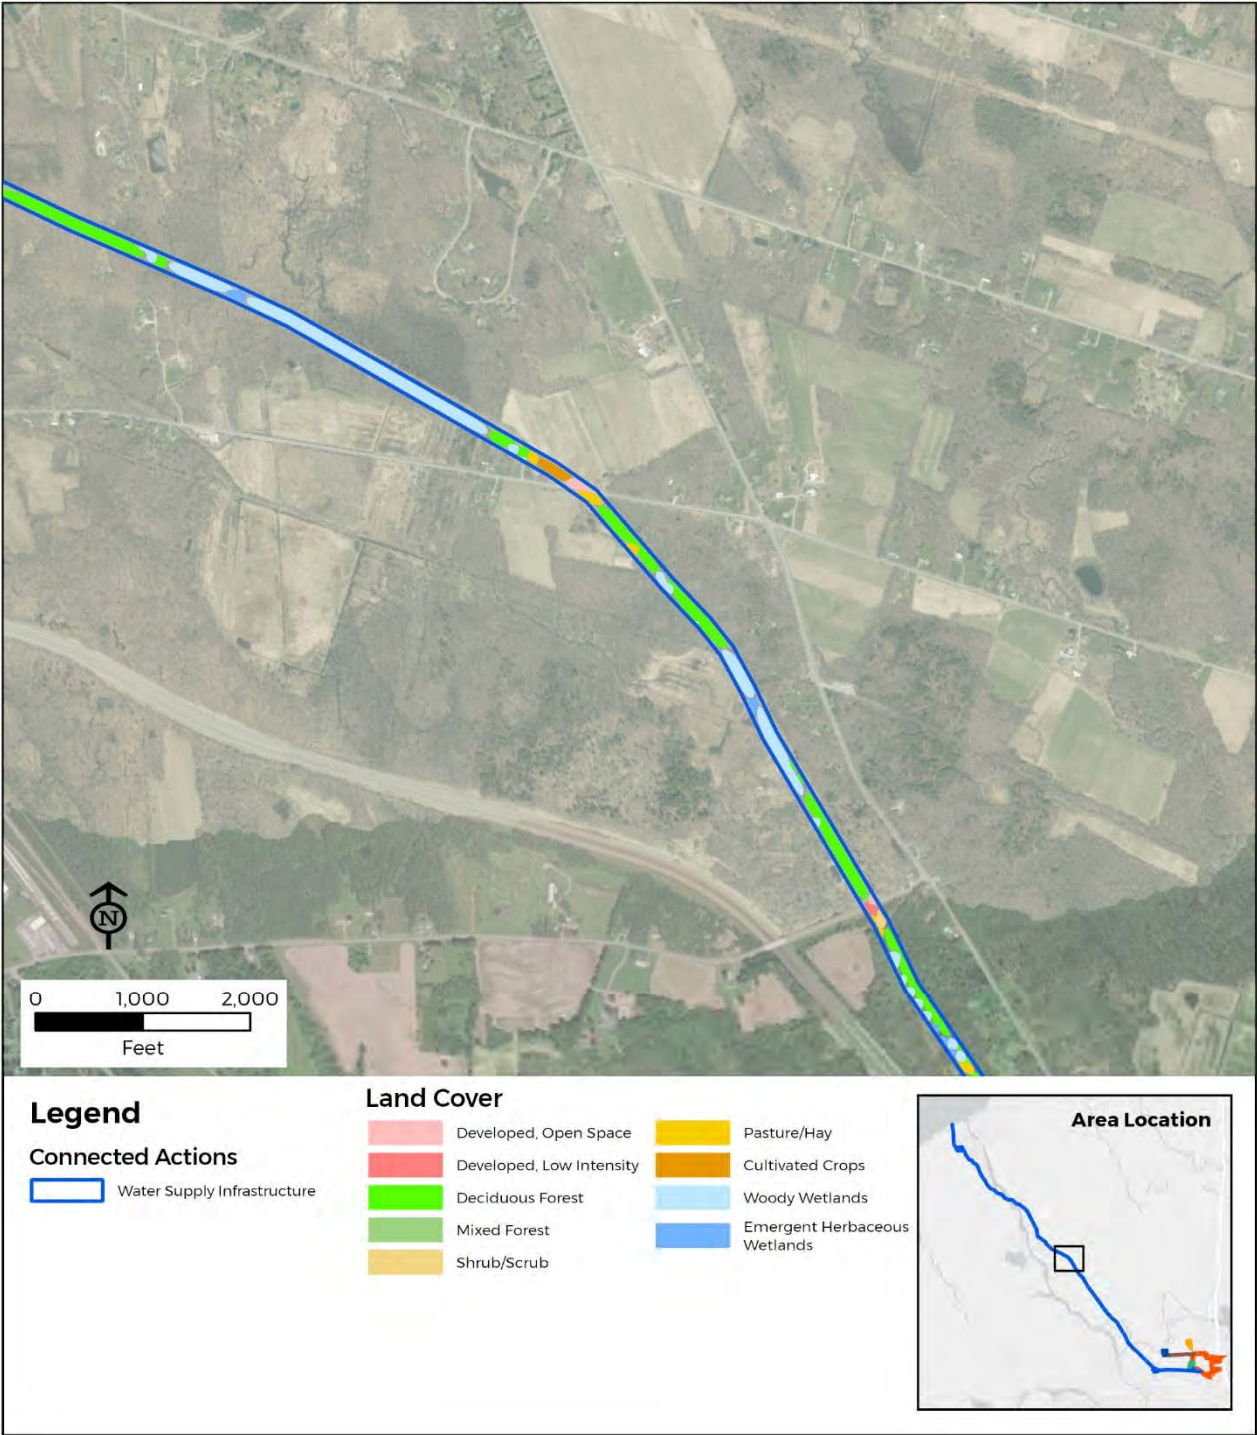 N
0 1,000 2,000
Feet
Legend
Connected Actions
Water Supply Infrastructure
Land Cover
Developed, Open Space
Developed, Low Intensity
Deciduous Forest
Mixed Forest
Shrub/Scrub
Pasture/Hay
Cultivated Crops
Woody Wetlands
Emergent Herbaceous
Wetlands
Area Location